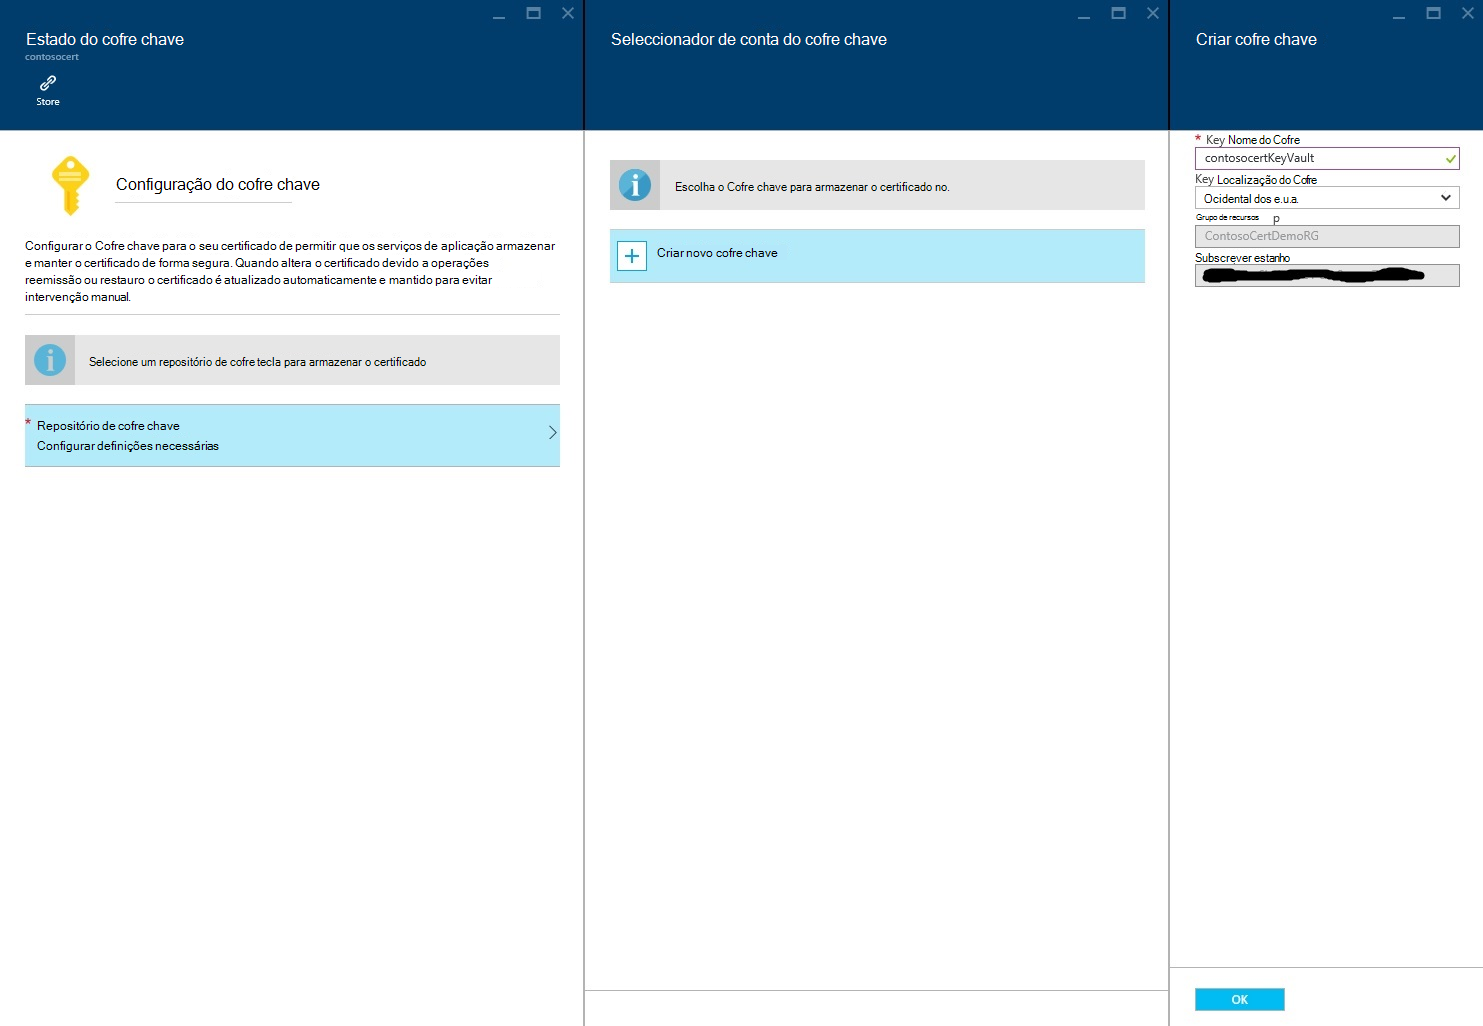 Estado do cofre chave
contosocert
Store
Configuração do cofre chave
Configurar o Cofre chave para o seu certificado de permitir que os serviços de aplicação armazenar
e manter o certificado de forma segura. Quando altera o certificado devido a operações
reemissão ou restauro o certificado é atualizado automaticamente e mantido para evitar
intervenção manual.
Selecione um repositório de cofre tecla para armazenar o certificado
* Repositório de cofre chave
Configurar definições necessárias
Seleccionador de conta do cofre chave
Escolha o Cofre chave para armazenar o certificado no.
Criar novo cofre chave
Criar cofre chave
* Key Nome do Cofre
contosocertKeyVault
Key Localização do Cofre
Ocidental dos e.u.a.
Grupo de recursos p
ContosoCertDemoRG
Subscrever estanho
OK